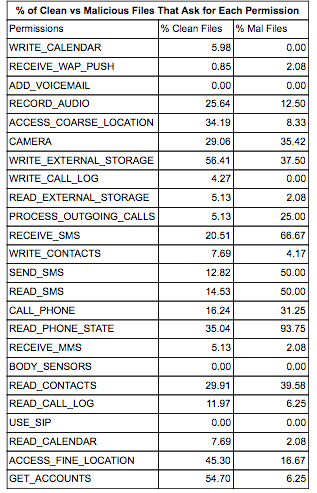 % of Clean vs Malicious Files That Ask for Each Permission
Permissions % Clean Files % Mal Files
WRITE_CALENDAR 5.98 0.00
RECEIVE_WAP_PUSH 0.85 2.08
ADD_VOICEMAIL 0.00 0.00
RECORD_AUDIO 25.64 12.50
ACCESS_COARSE_LOCATION 34.19 8.33
CAMERA 29.06 35.42
WRITE_EXTERNAL_STORAGE 56.41 37.50
WRITE_CALL_LOG 4.27 0.00
READ_EXTERNAL_STORAGE 5.13 2.08
PROCESS_OUTGOING_CALLS 5.13 25.00
RECEIVE_SMS 20.51 66.67
WRITE_CONTACTS 7.69 4.17
SEND_SMS 12.82 50.00
READ_SMS 14.53 50.00
CALL_PHONE 16.24 31.25
READ_PHONE_STATE 35.04 93.75
RECEIVE_MMS 5.13 2.08
BODY_SENSORS 0.00 0.00
READ_CONTACTS 29.91 39.58
READ_CALL_LOG 11.97 6.25
USE_SIP 0.00 0.00
READ_CALENDAR 7.69 2.08
ACCESS_FINE_LOCATION 45.30 16.67
GET_ACCOUNTS 54.70 6.25